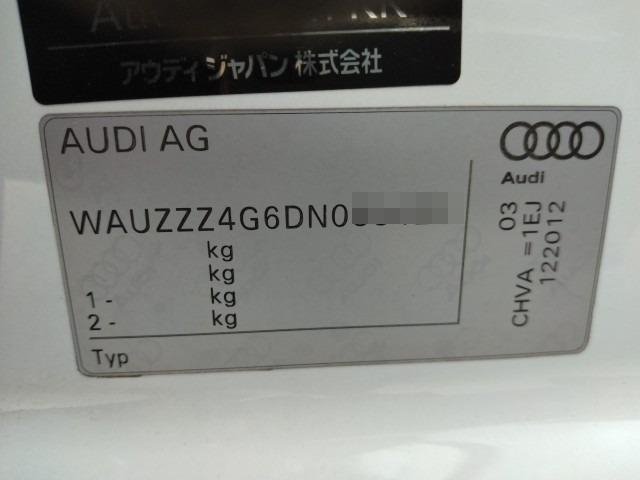 アウディ ジャパン 株式会社
AUDI AG
Audi
WAUZZZ4G6DN0
kg
kg
1 - kg
2 - kg
Typ
03
CHVA =1EJ
122012